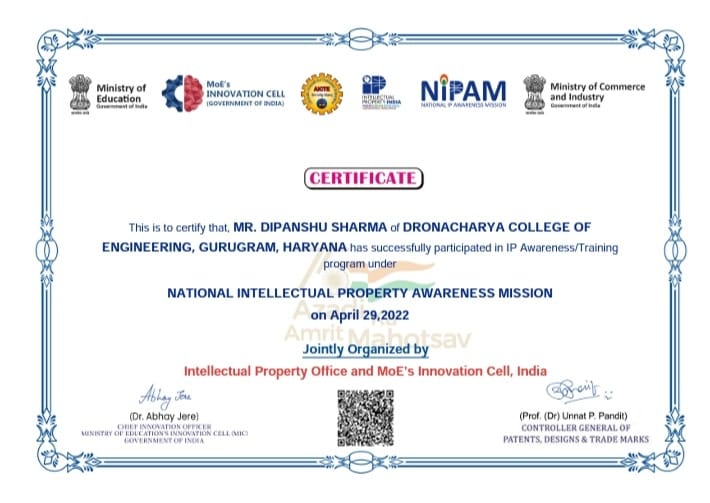 Ministry of
Education
Government of India
MoE's
INNOVATION CELL
(GOVERNMENT OF INDIA)
AICTE
IP
INTELLECTUAL
PROPERTY INDIA
NIPAM
NATIONAL IP AWARENESS MISSION
Ministry of Commerce
and Industry
Government of India
CERTIFICATE
This is to certify that, MR. DIPANSHU SHARMA of DRONACHARYA COLLEGE OF
ENGINEERING, GURUGRAM, HARYANA has successfully participated in IP Awareness/Training
program under
NATIONAL INTELLECTUAL PROPERTY AWARENESS MISSION
on April 29,2022
Azadi Ka
Amrit Mahotsav
Jointly Organized by
Intellectual Property Office and MoE's Innovation Cell, India
Abhay Jere
(Dr. Abhay Jere)
CHIEF INNOVATION OFFICER
MINISTRY OF EDUCATION'S INNOVATION CELL (MIC)
GOVERNMENT OF INDIA
(Prof. (Dr) Unnat P. Pandit)
CONTROLLER GENERAL OF
PATENTS, DESIGNS & TRADE MARKS